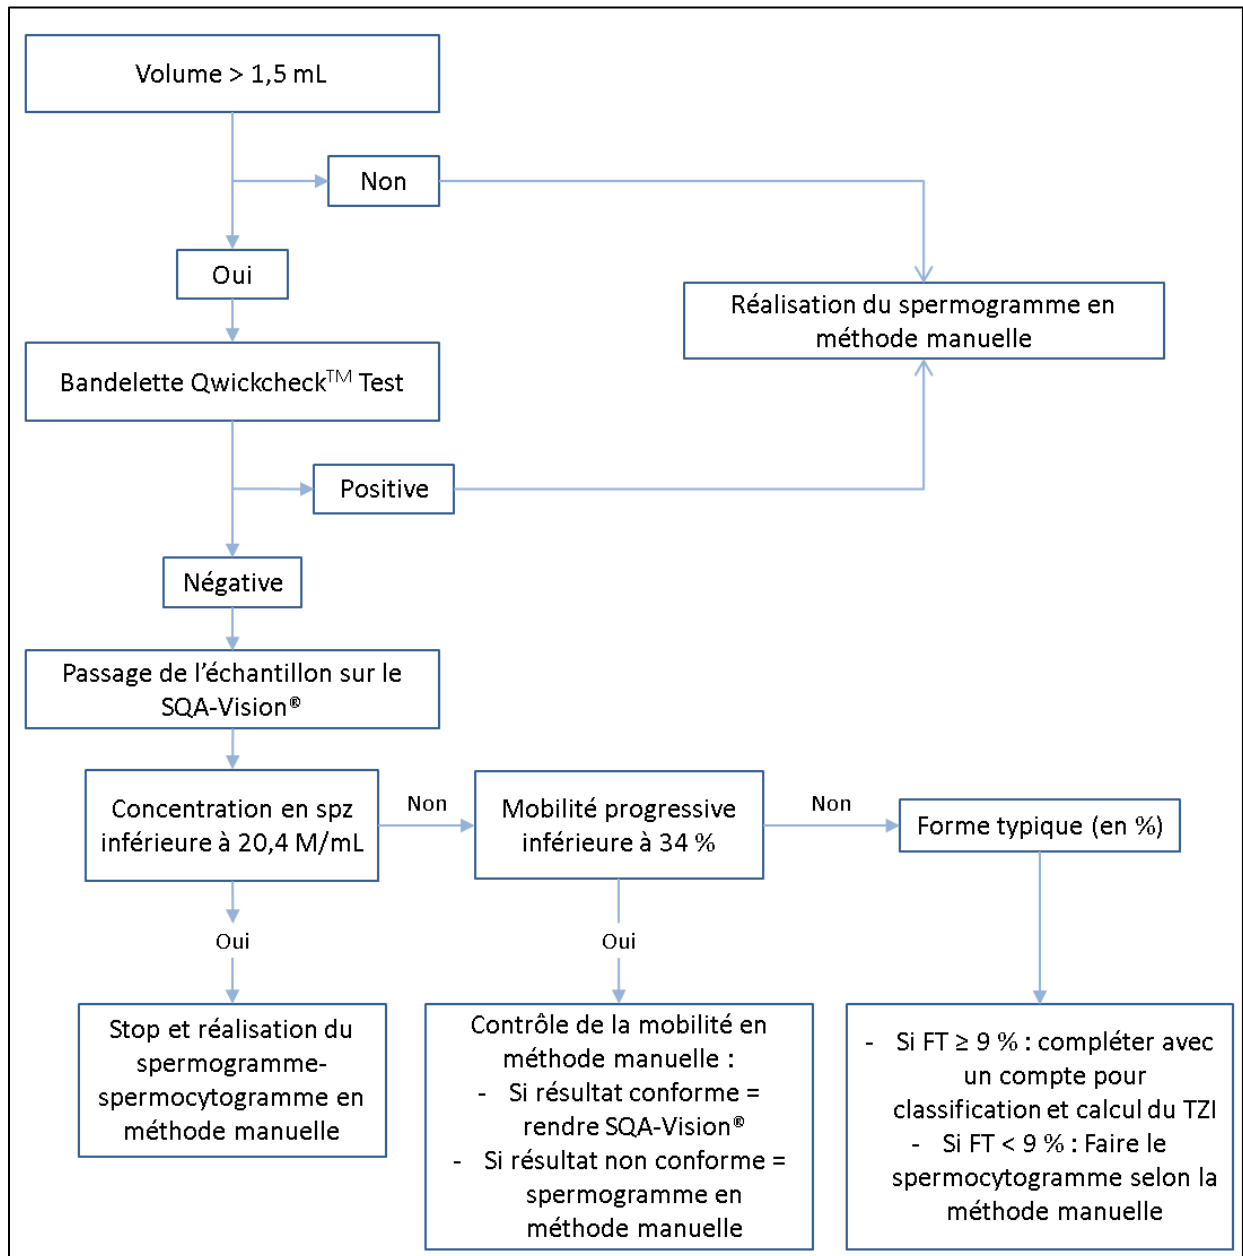 Volume > 1,5 mL
Non
Oui
Réalisation du spermogramme en
méthode manuelle
Bandelette Qwickcheck™ Test
Positive
Négative
Passage de l’échantillon sur le
SQA-Vision®
Concentration en spz
inférieure à 20,4 M/mL
Non
Mobilité progressive
inférieure à 34 %
Non
Forme typique (en %)
Oui
Oui
Stop et réalisation du
spermogramme-
spermocytogramme en
méthode manuelle
Contrôle de la mobilité en
méthode manuelle :
- Si résultat conforme =
rendre SQA-Vision®
- Si résultat non conforme =
spermogramme en
méthode manuelle
- Si FT ≥ 9 % : compléter avec
un compte pour
classification et calcul du TZI
- Si FT < 9 % : Faire le
spermocytogramme selon la
méthode manuelle